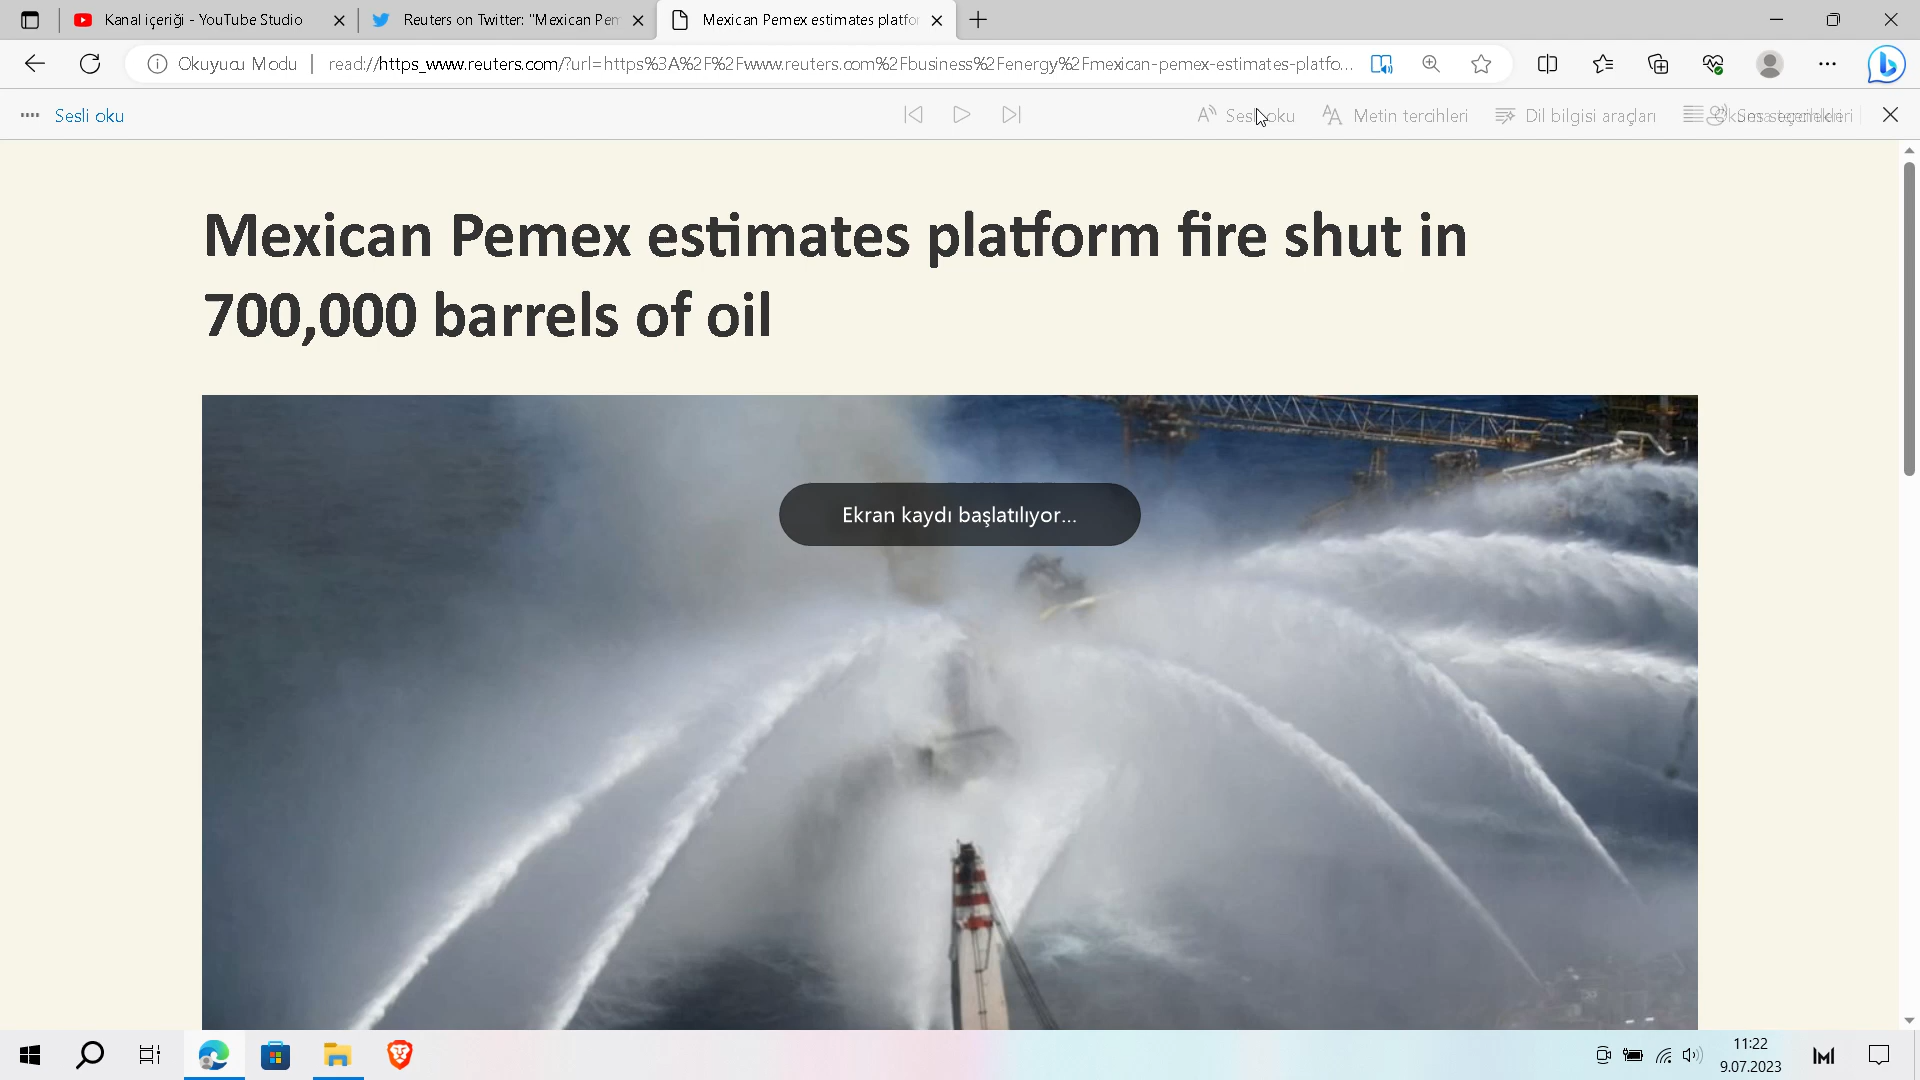 Kanal içeriği - YouTube Studio
Reuters on Twitter: "Mexican Pem
Mexican Pemex estimates platfor
Okuyucu Modu
read://https_www.reuters.com/?url=https%3A%2F%2Fwww.reuters.com%2Fbusiness%2Fenergy%2Fmexican-pemex-estimates-platfo...
Sesli oku
Sesli oku
Metin tercihleri
Dil bilgisi araçları
Mexican Pemex estimates platform fire shut in
700,000 barrels of oil
Ekran kaydı başlatılıyor...
11:22
9.07.2023